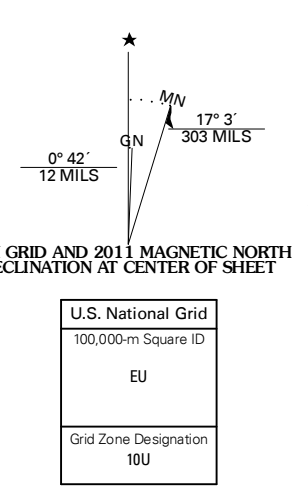 MN
17° 3´
303 MILS
GN
0° 42´
12 MILS
GRID AND 2011 MAGNETIC NORTH
AT CENTER OF SHEET
U.S. National Grid
100,000-m Square ID
EU
Grid Zone Designation
10U